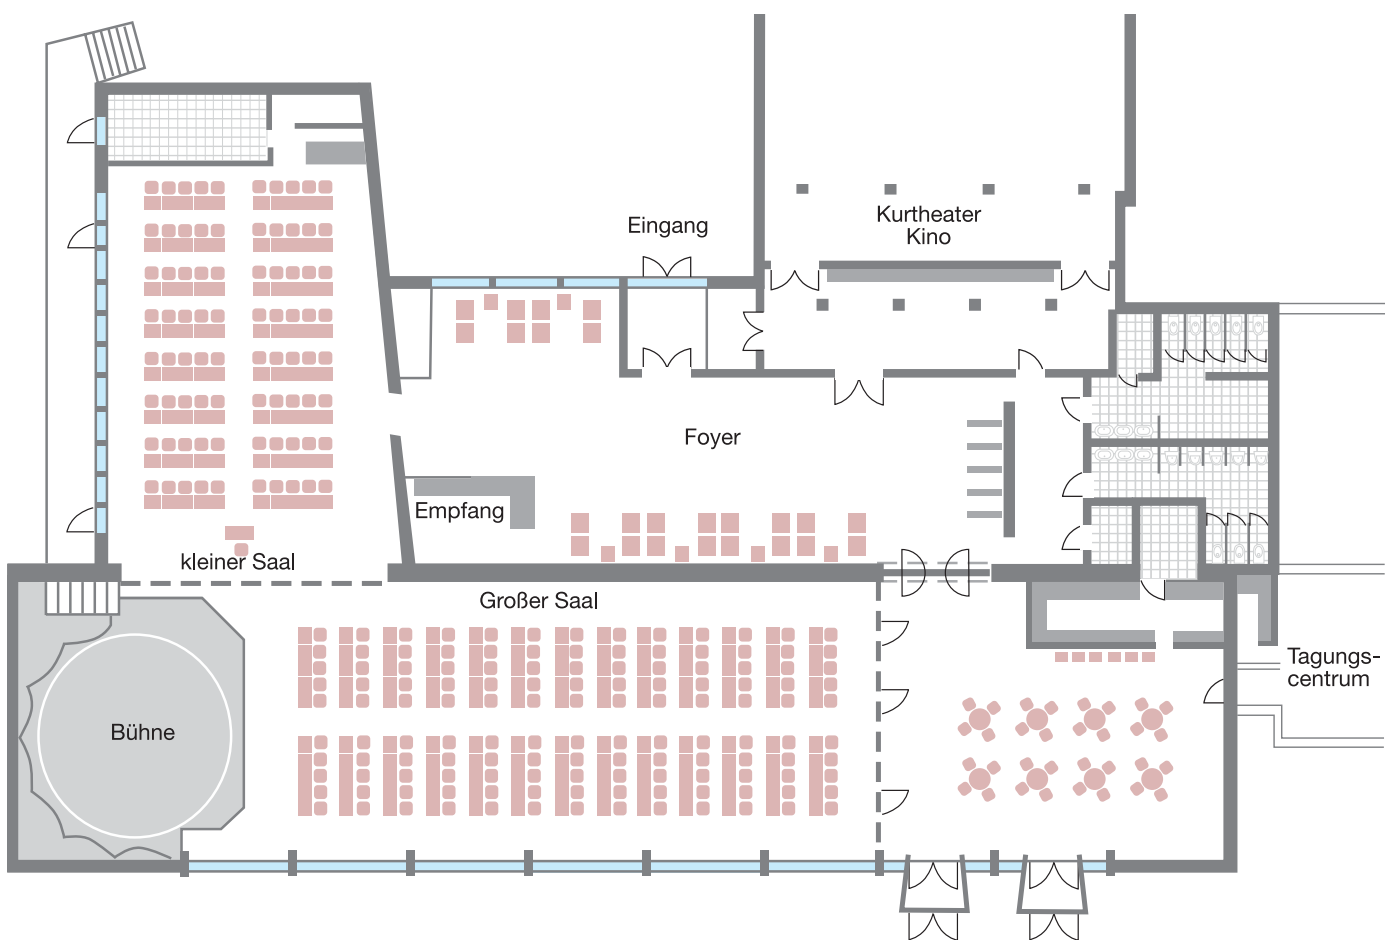 Eingang
Kurtheater
Kino
Foyer
Empfang
kleiner Saal
Großer Saal
Tagungs-
centrum
Bühne